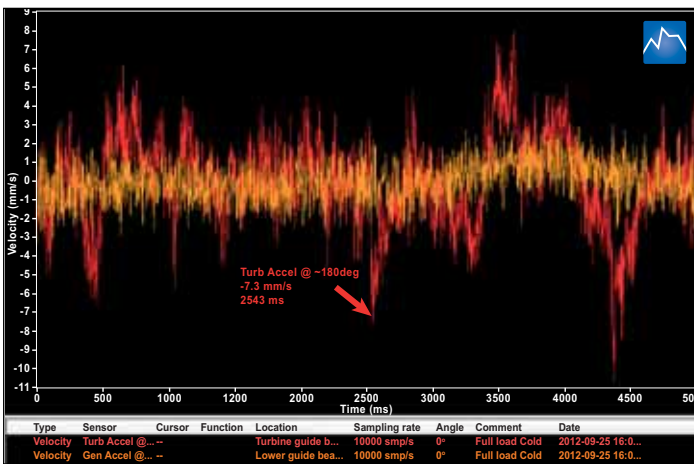 9
8
7
6
5
4
3
2
1
0
-1
-2
-3
-4
-5
-6
-7
-8
-9
-10
-11
Velocity (mm/s)
Turb Accel @ ~180deg
-7.3 mm/s
2543 ms
0 500 1000 1500 2000 2500 3000 3500 4000 4500 50
Time (ms)
Type Sensor Cursor Function Location Sampling rate Angle Comment Date
Velocity Turb Accel @... -- Turbine guide b... 10000 smp/s 0° Full load Cold 2012-09-25 16:0...
Velocity Gen Accel @... -- Lower guide bea... 10000 smp/s 0° Full load Cold 2012-09-25 16:0...